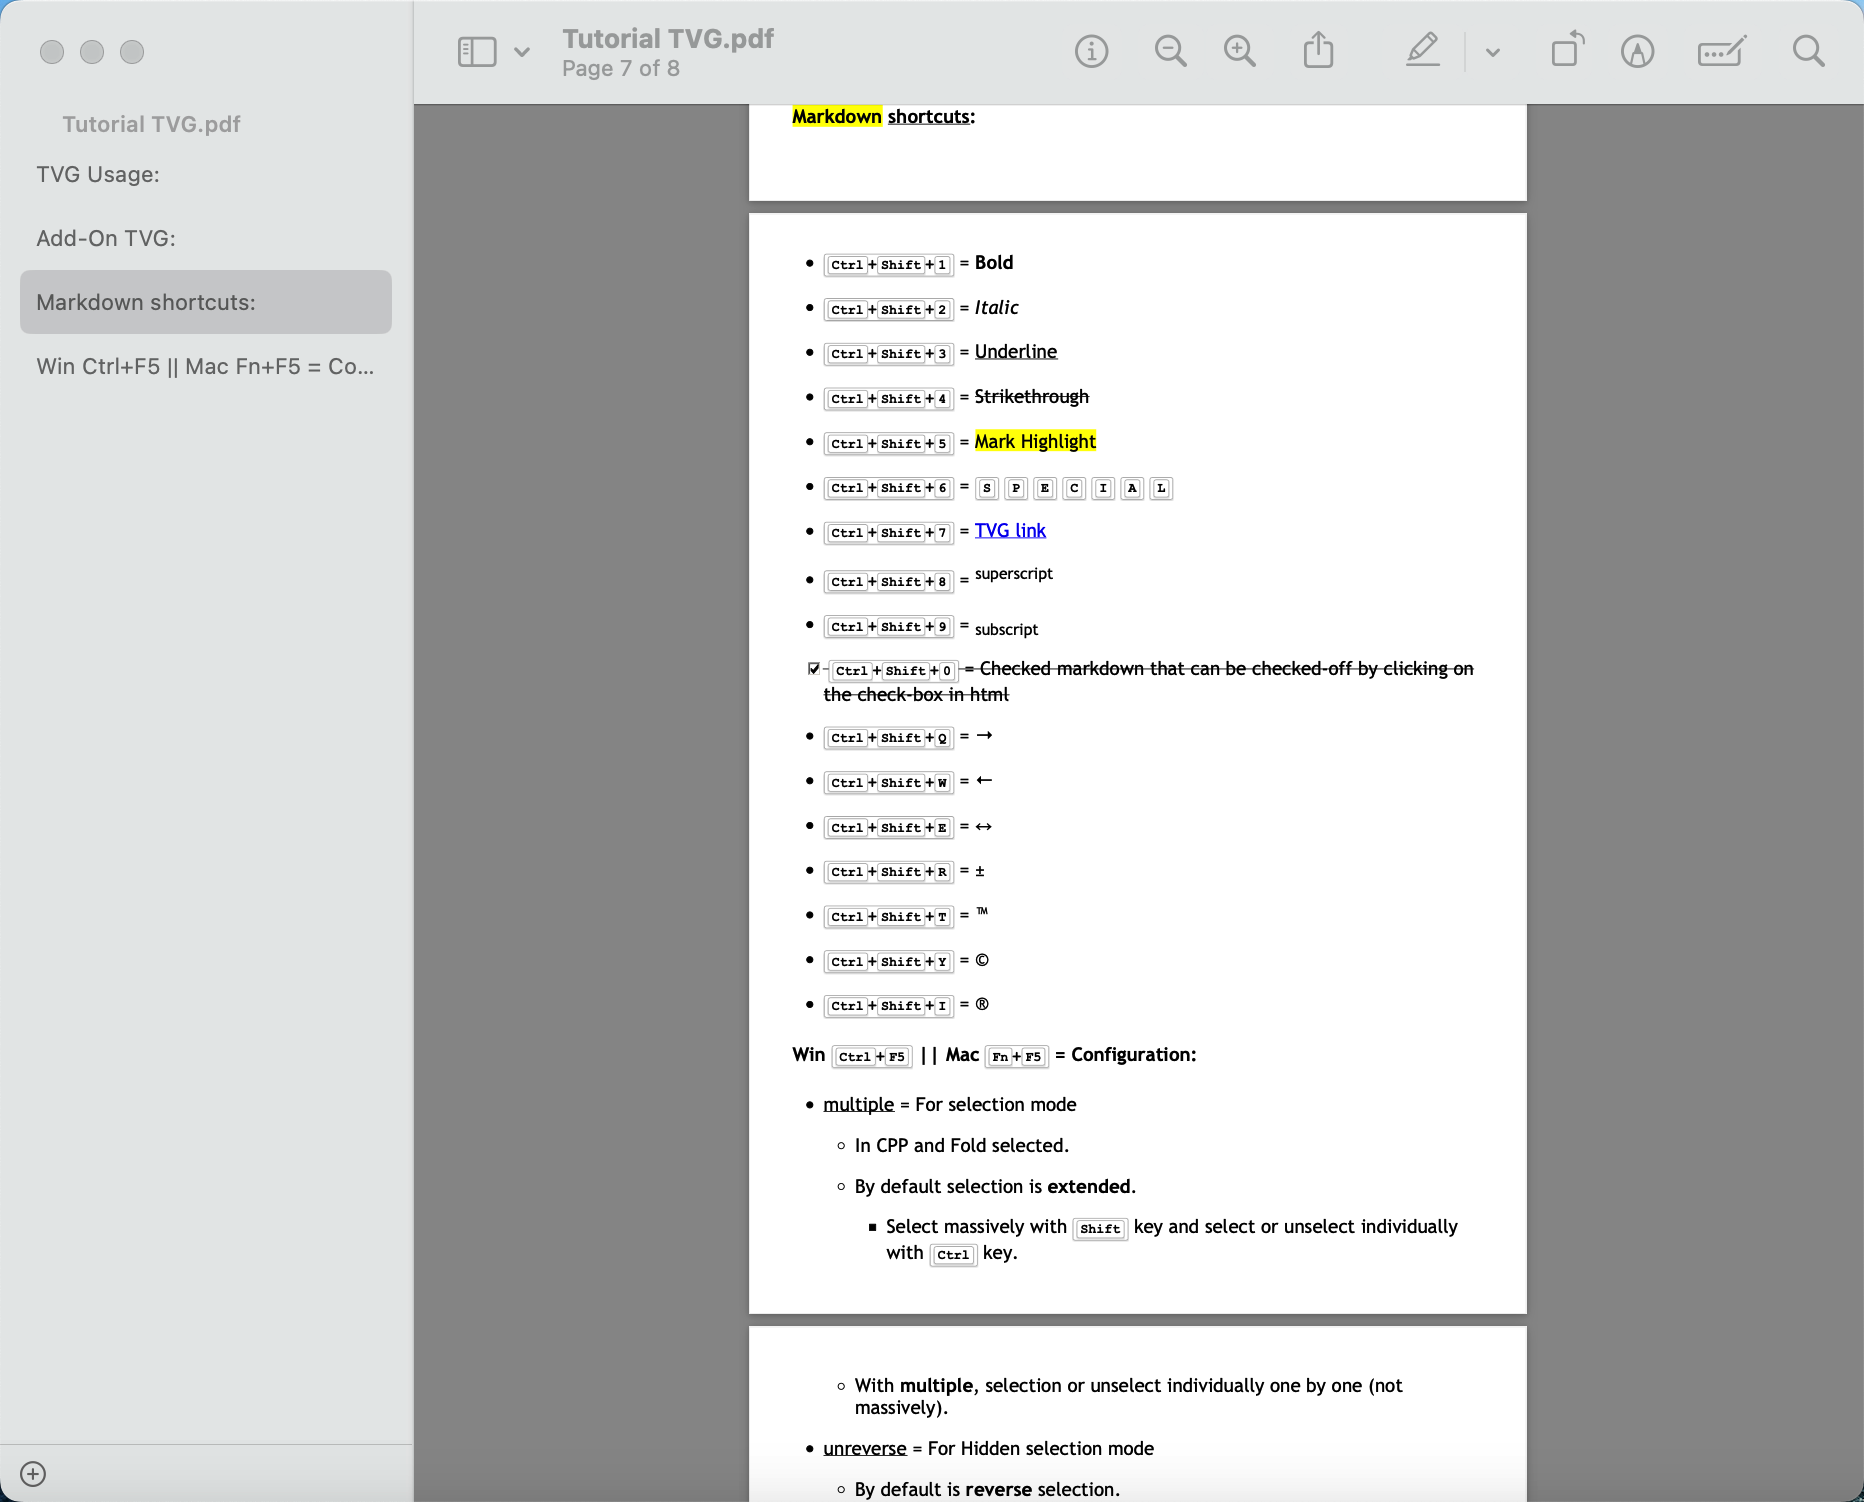 Tutorial TVG.pdf
Page 7 of 8
Tutorial TVG.pdf
TVG Usage:
Add-On TVG:
Markdown shortcuts:
Win Ctrl+F5 || Mac Fn+F5 = Co...
Markdown shortcuts:
• Ctrl+Shift+1 = Bold
• Ctrl+Shift+2 = Italic
• Ctrl+Shift+3 = Underline
• Ctrl+Shift+4 = Strikethrough
• Ctrl+Shift+5 = Mark Highlight
• Ctrl+Shift+6 = S P E C I A L
• Ctrl+Shift+7 = TVG link
• Ctrl+Shift+8 = superscript
• Ctrl+Shift+9 = subscript
Ctrl+Shift+0 = Checked markdown that can be checked-off by clicking on
the check-box in html
• Ctrl+Shift+Q = →
• Ctrl+Shift+W = ←
• Ctrl+Shift+E = ↔
• Ctrl+Shift+R = ±
• Ctrl+Shift+T = ™
• Ctrl+Shift+Y = ©
• Ctrl+Shift+I = ®
Win Ctrl+F5 || Mac Fn+F5 = Configuration:
• multiple = For selection mode
◦ In CPP and Fold selected.
◦ By default selection is extended.
▪ Select massively with Shift key and select or unselect individually
with Ctrl key.
◦ With multiple, selection or unselect individually one by one (not
massively).
• unreverse = For Hidden selection mode
◦ By default is reverse selection.